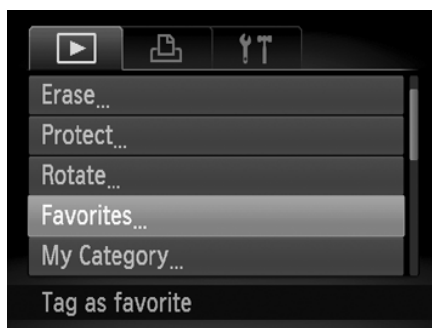 Erase...
Protect...
Rotate...
Favorites...
My Category...
Tag as favorite